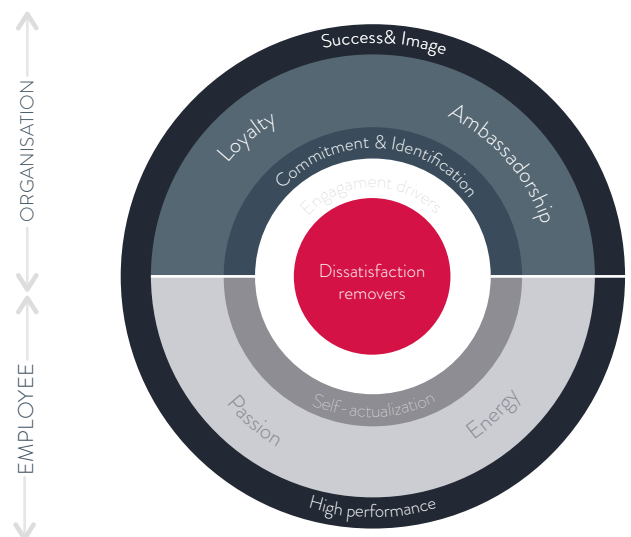 Success& Image
ORGANISATION
Loyalty
Ambassadorship
Commitment & Identification
Engagament drivers
Dissatisfaction
removers
EMPLOYEE
Self-actualization
Passion
Energy
High performance